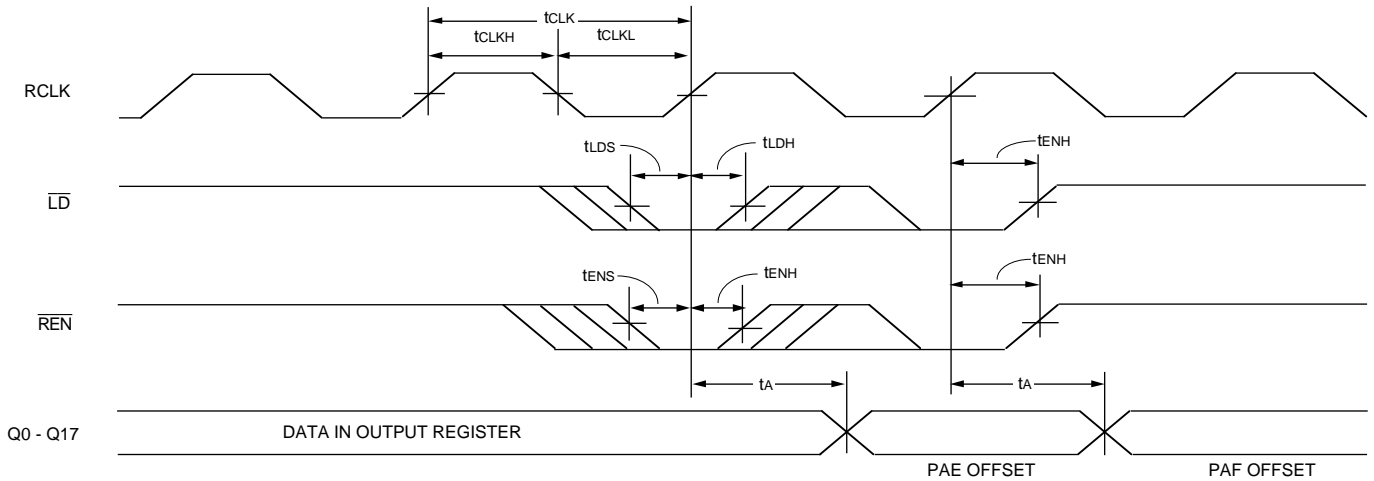 tCLK
tCLKH
tCLKL
RCLK
tLDS
tLDH
tENH
LD
tENS
tENH
tENH
REN
tA
tA
Q0 - Q17
DATA IN OUTPUT REGISTER
PAE OFFSET
PAF OFFSET